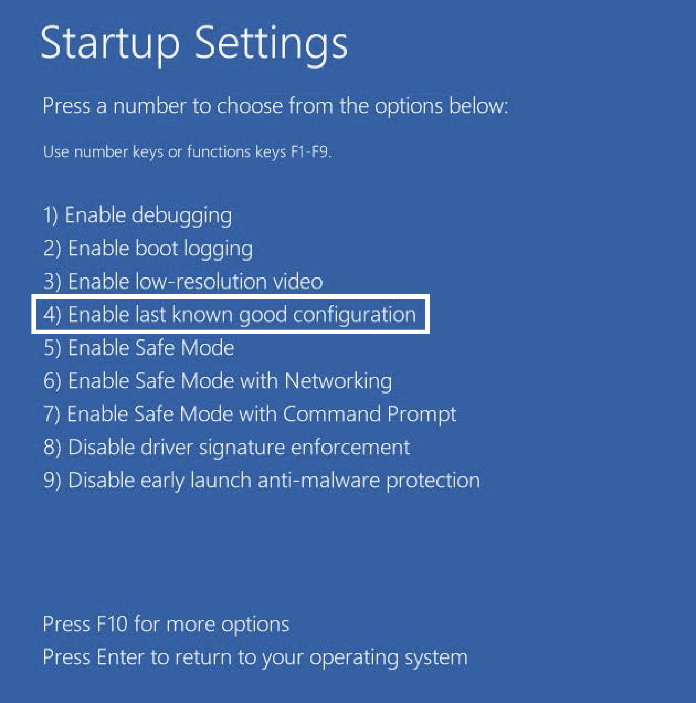 Startup Settings
Press a number to choose from the options below:
Use number keys or functions keys F1-F9.
1) Enable debugging
2) Enable boot logging
3) Enable low-resolution video
4) Enable last known good configuration
5) Enable Safe Mode
6) Enable Safe Mode with Networking
7) Enable Safe Mode with Command Prompt
8) Disable driver signature enforcement
9) Disable early launch anti-malware protection
Press F10 for more options
Press Enter to return to your operating system